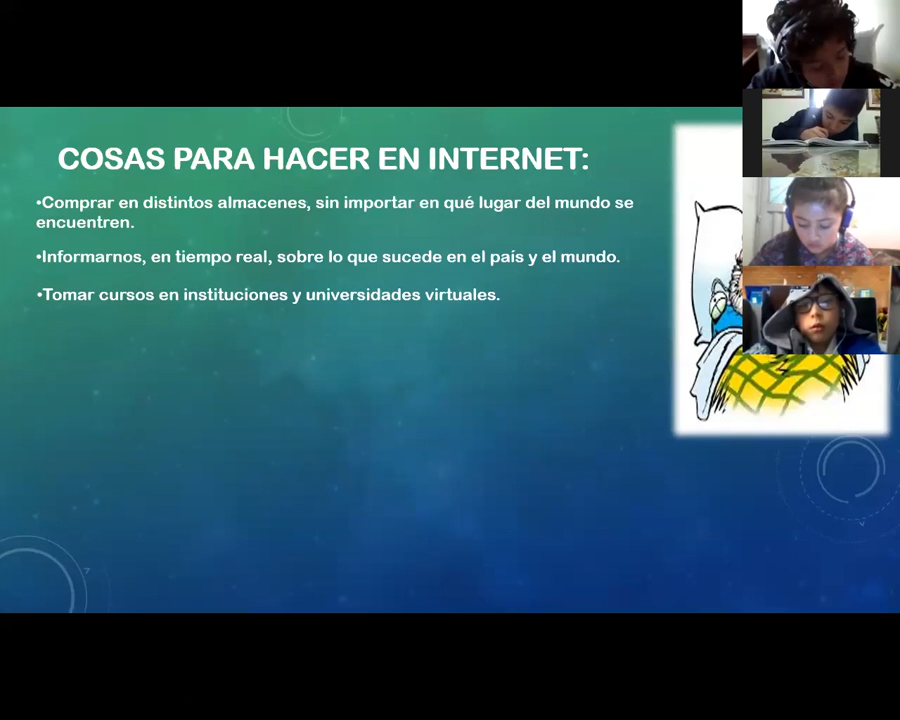 COSAS PARA HACER EN INTERNET:
•Comprar en distintos almacenes, sin importar en qué lugar del mundo se
encuentren.
•Informarnos, en tiempo real, sobre lo que sucede en el país y el mundo.
•Tomar cursos en instituciones y universidades virtuales.